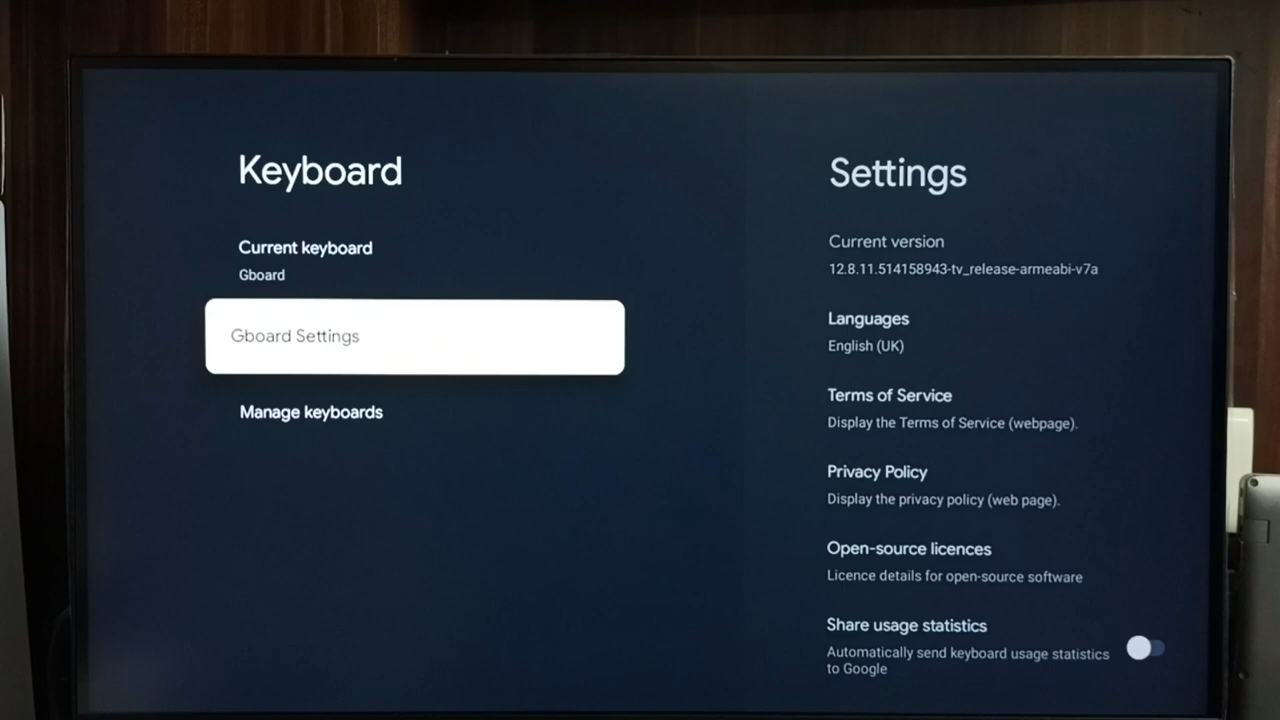 Keyboard
Current keyboard
Gboard
Gboard Settings
Manage keyboards
Settings
Current version
12.8.11.514158943-tv_release-armeabi-v7a
Languages
English (UK)
Terms of Service
Display the Terms of Service (webpage).
Privacy Policy
Display the privacy policy (web page).
Open-source licences
Licence details for open-source software
Share usage statistics
Automatically send keyboard usage statistics
to Google